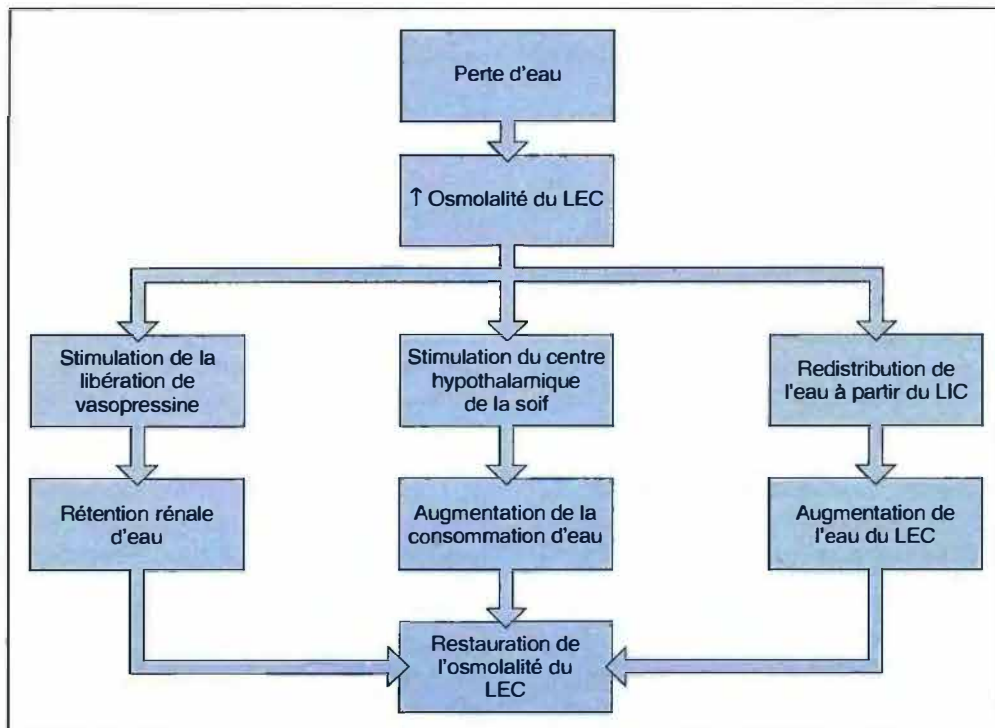 Perte d'eau
↑ Osmolalité du LEC
Stimulation de la
libération de
vasopressine
Stimulation du centre
hypothalamique
de la soif
Redistribution de
l'eau à partir du LIC
Rétention rénale
d'eau
Augmentation de la
consommation d'eau
Augmentation de
l'eau du LEC
Restauration de
l'osmolalité du
LEC